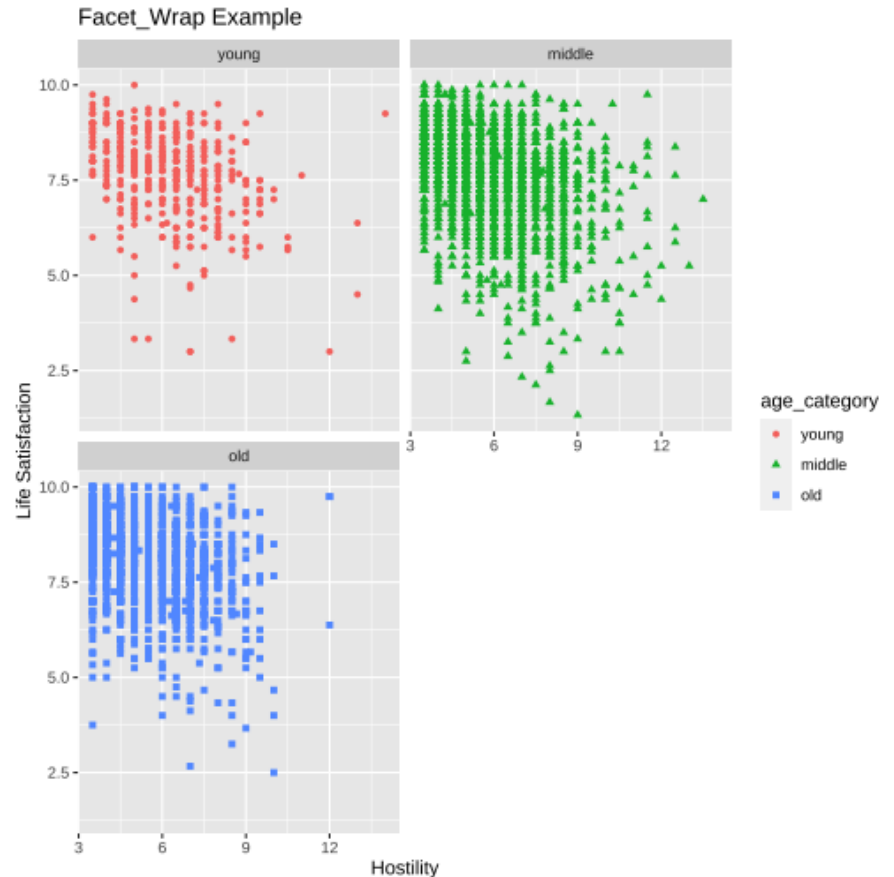 Facet_Wrap Example
young
middle
10.0
7.5
5.0
2.5
3 6 9 12
old
10.0
7.5
5.0
2.5
3 6 9 12
Life Satisfaction
Hostility
age_category
young
middle
old